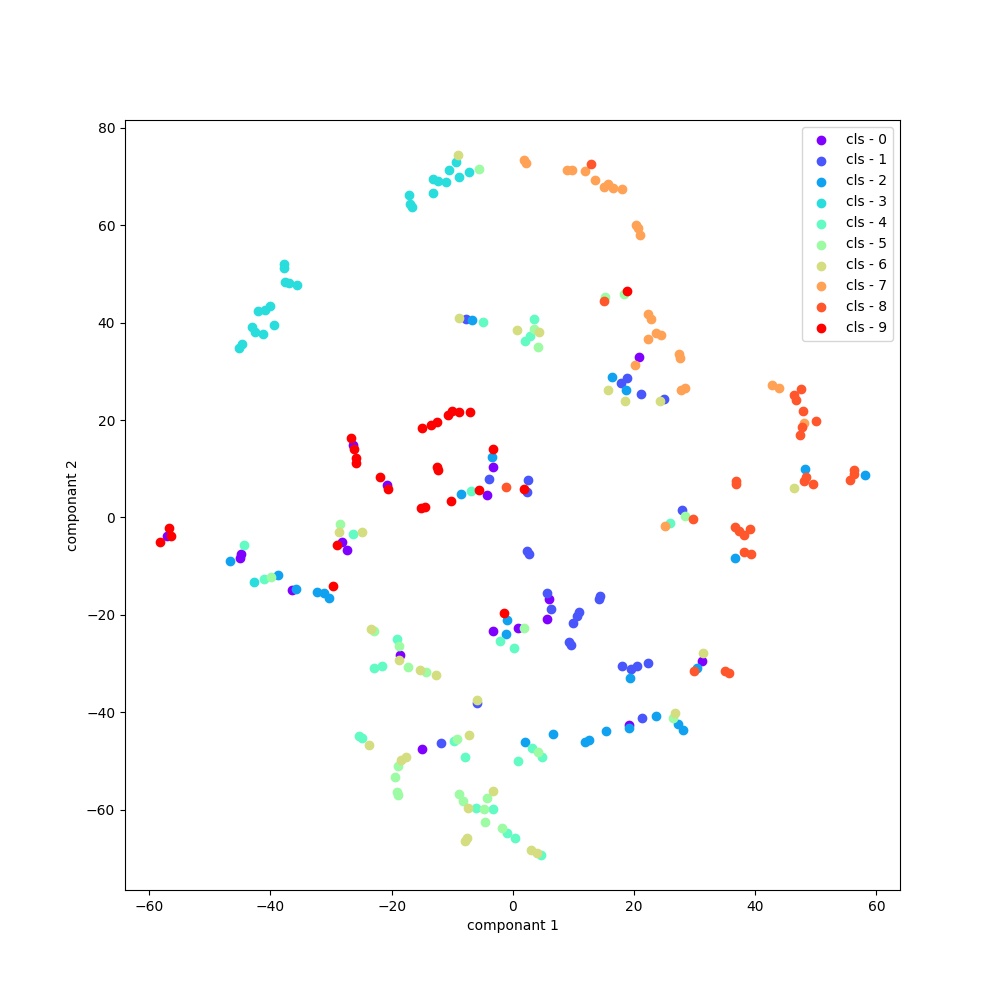 80
60
40
20
0
−20
−40
−60
componant 2
−60 −40 −20 0 20 40 60
componant 1
cls - 0
cls - 1
cls - 2
cls - 3
cls - 4
cls - 5
cls - 6
cls - 7
cls - 8
cls - 9